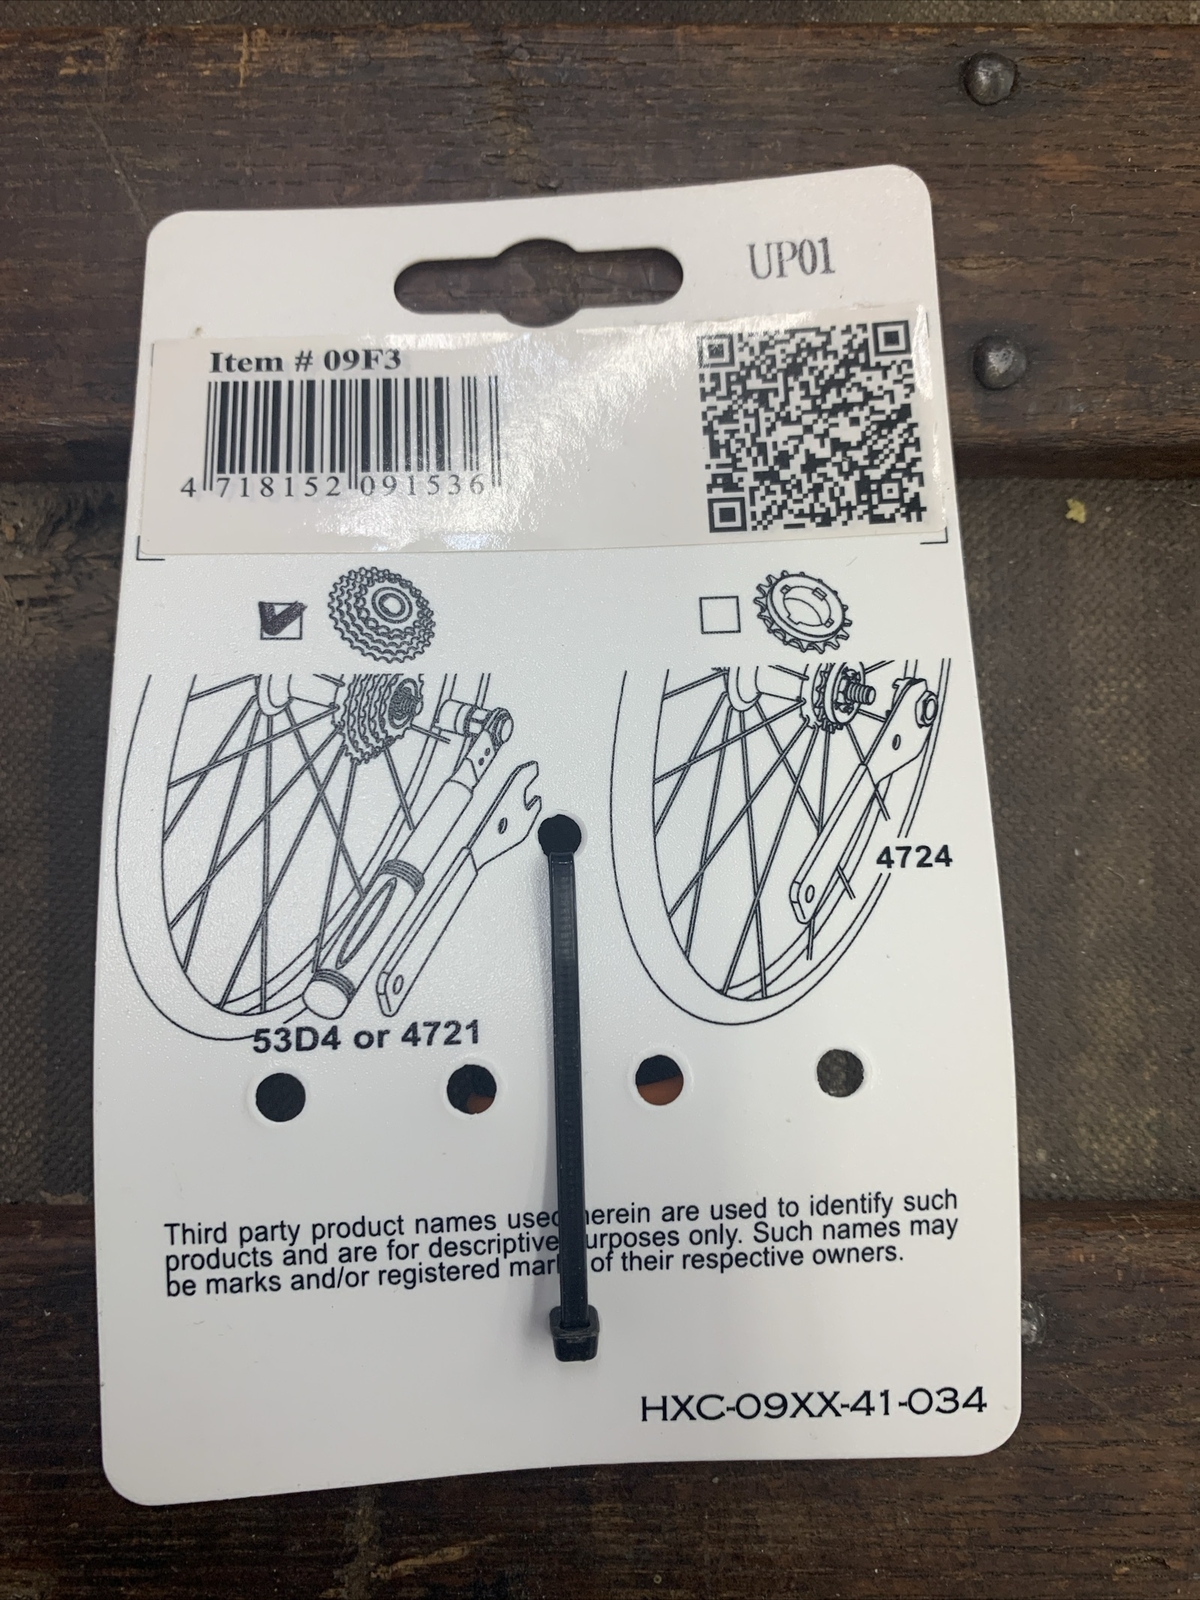 UP01
Item # 09F3
4 718152 091536
4724
53D4 or 4721
Third party product names used herein are used to identify such
products and are for descriptive purposes only. Such names may
be marks and/or registered marks of their respective owners.
HXC-09XX-41-034